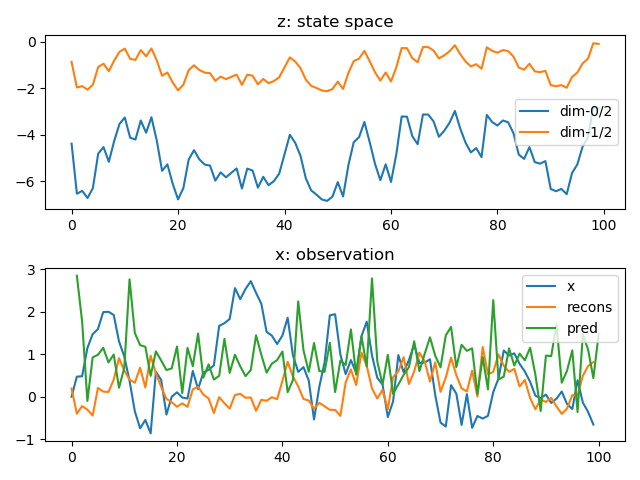 z: state space
0
−2
−4
−6
dim-0/2
dim-1/2
0 20 40 60 80 100
x: observation
3
2
1
0
−1
x
recons
pred
0 20 40 60 80 100